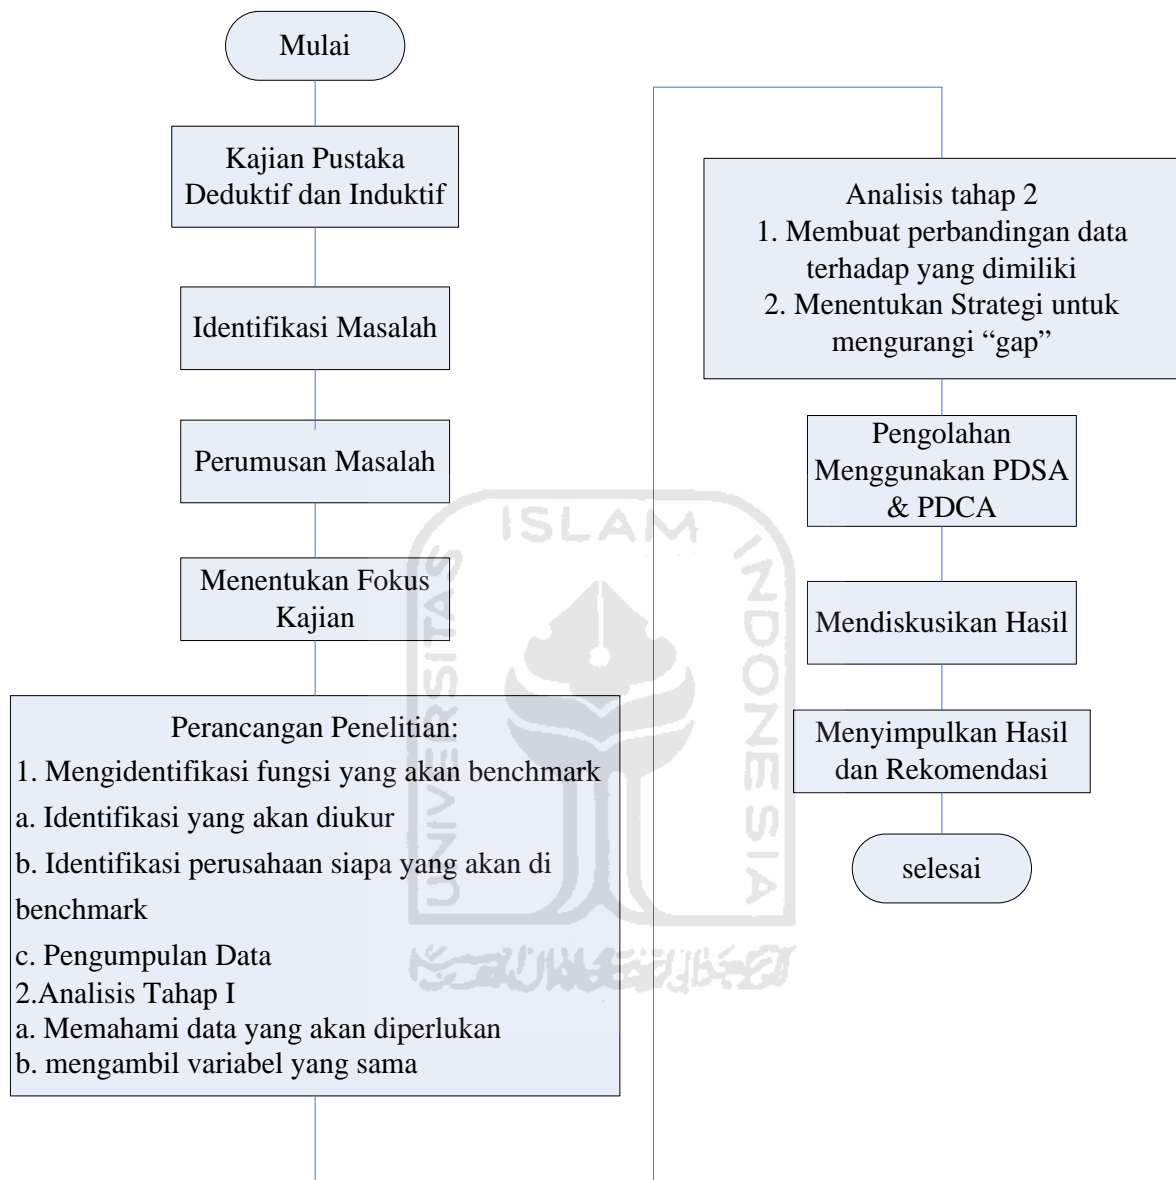 Mulai
Kajian Pustaka
Deduktif dan Induktif
Identifikasi Masalah
Perumusan Masalah
Menentukan Fokus
Kajian
Perancangan Penelitian:
1. Mengidentifikasi fungsi yang akan benchmark
a. Identifikasi yang akan diukur
b. Identifikasi perusahaan siapa yang akan di
benchmark
c. Pengumpulan Data
2.Analisis Tahap I
a. Memahami data yang akan diperlukan
b. mengambil variabel yang sama
Analisis tahap 2
1. Membuat perbandingan data
terhadap yang dimiliki
2. Menentukan Strategi untuk
mengurangi “gap”
Pengolahan
Menggunakan PDSA
& PDCA
Mendiskusikan Hasil
Menyimpulkan Hasil
dan Rekomendasi
selesai
UNIVERSITAS
ISLAM
INDONESIA